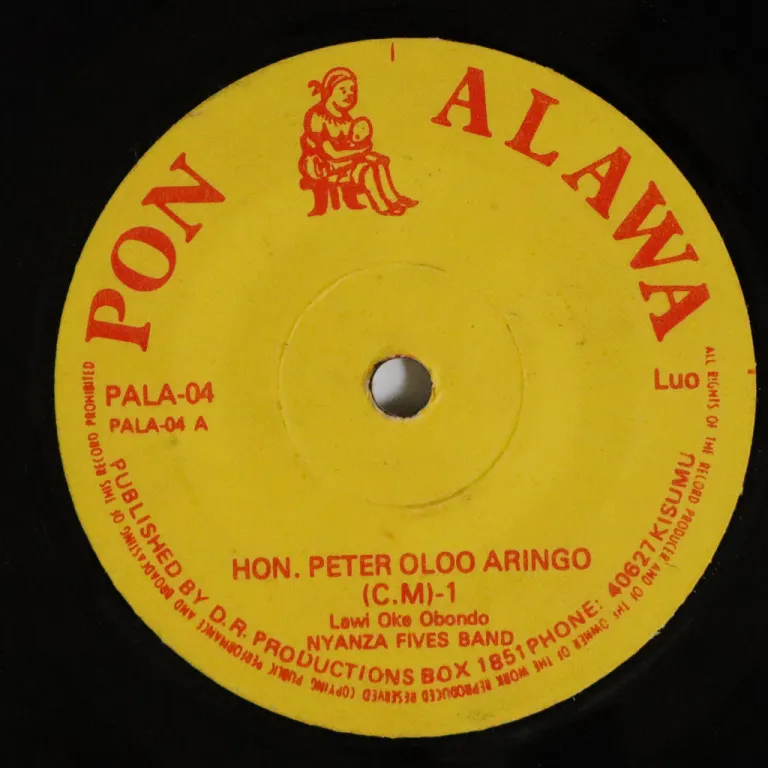 PON ALAWA
PALA-04
PALA-04 A
Luo
HON. PETER OLOO ARINGO
(C.M)-1
Lawi Oke Obondo
NYANZA FIVES BAND
PUBLISHED BY D.R. PRODUCTIONS BOX 1851 PHONE: 40627 KISUMU
ALL RIGHTS OF THE RECORD PRODUCER AND OF THE OWNER OF THE WORK REPRODUCED RESERVED COPYING PUBLIC PERFORMANCE AND BROADCASTING OF THIS RECORD PROHIBITED